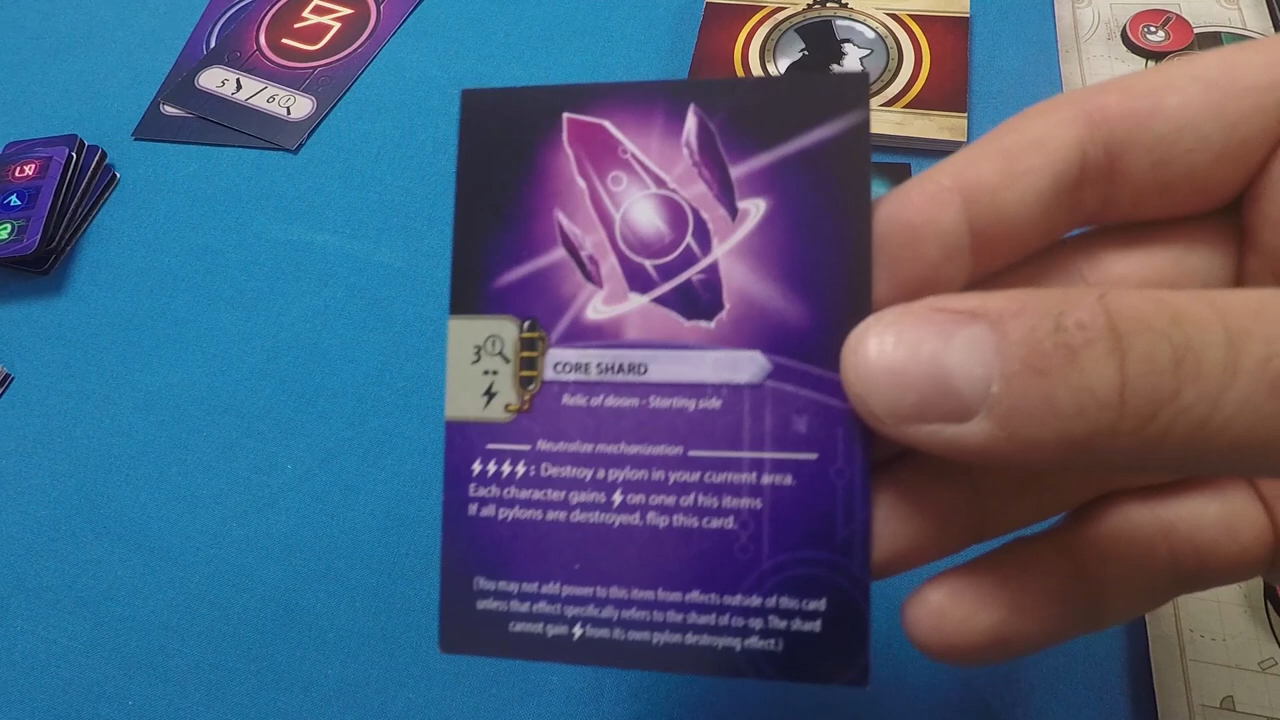 5 / 6
3
CORE SHARD
Relic of doom - Starting side
Neutralize mechanization
: Destroy a pylon in your current area.
Each character gains on one of his items
If all pylons are destroyed, flip this card.
(You may not add power to this item from effects outside of this card
unless that effect specifically refers to the shard of co-op. The shard
cannot gain from its own pylon destroying effect.)